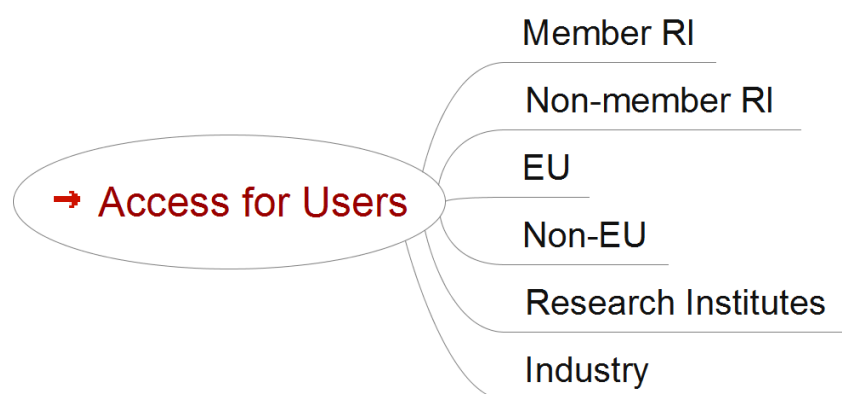 Member RI
Non-member RI
EU
Access for Users
Non-EU
Research Institutes
Industry